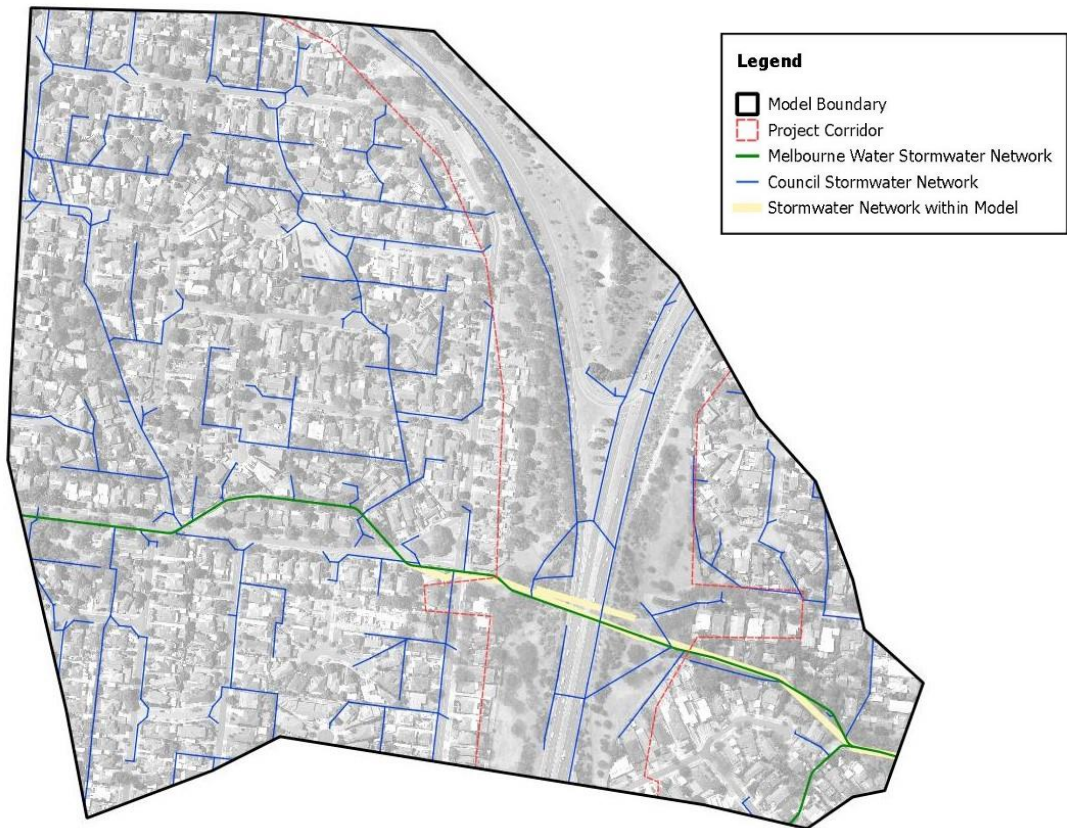 Legend
Model Boundary
Project Corridor
Melbourne Water Stormwater Network
Council Stormwater Network
Stormwater Network within Model